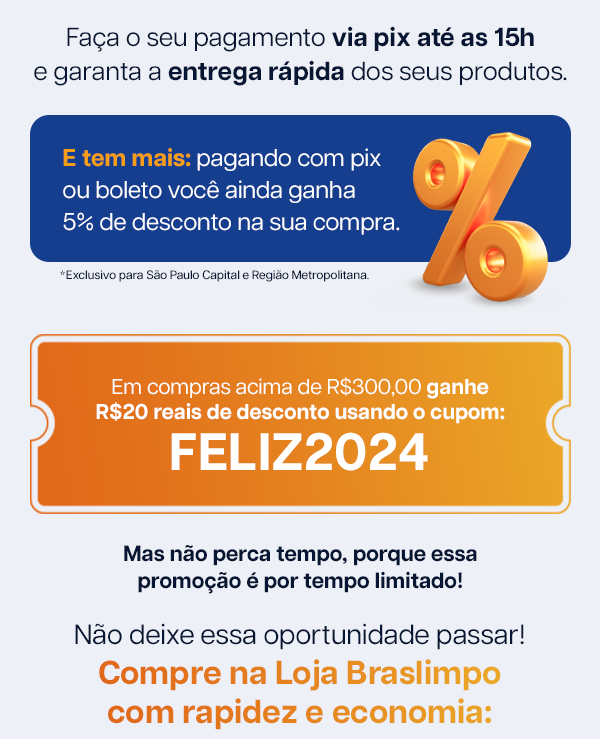 Faça o seu pagamento via pix até as 15h
e garanta a entrega rápida dos seus produtos.
E tem mais: pagando com pix
ou boleto você ainda ganha
5% de desconto na sua compra.
*Exclusivo para São Paulo Capital e Região Metropolitana.
Em compras acima de R$300,00 ganhe
R$20 reais de desconto usando o cupom:
FELIZ2024
Mas não perca tempo, porque essa
promoção é por tempo limitado!
Não deixe essa oportunidade passar!
Compre na Loja Braslimpo
com rapidez e economia: